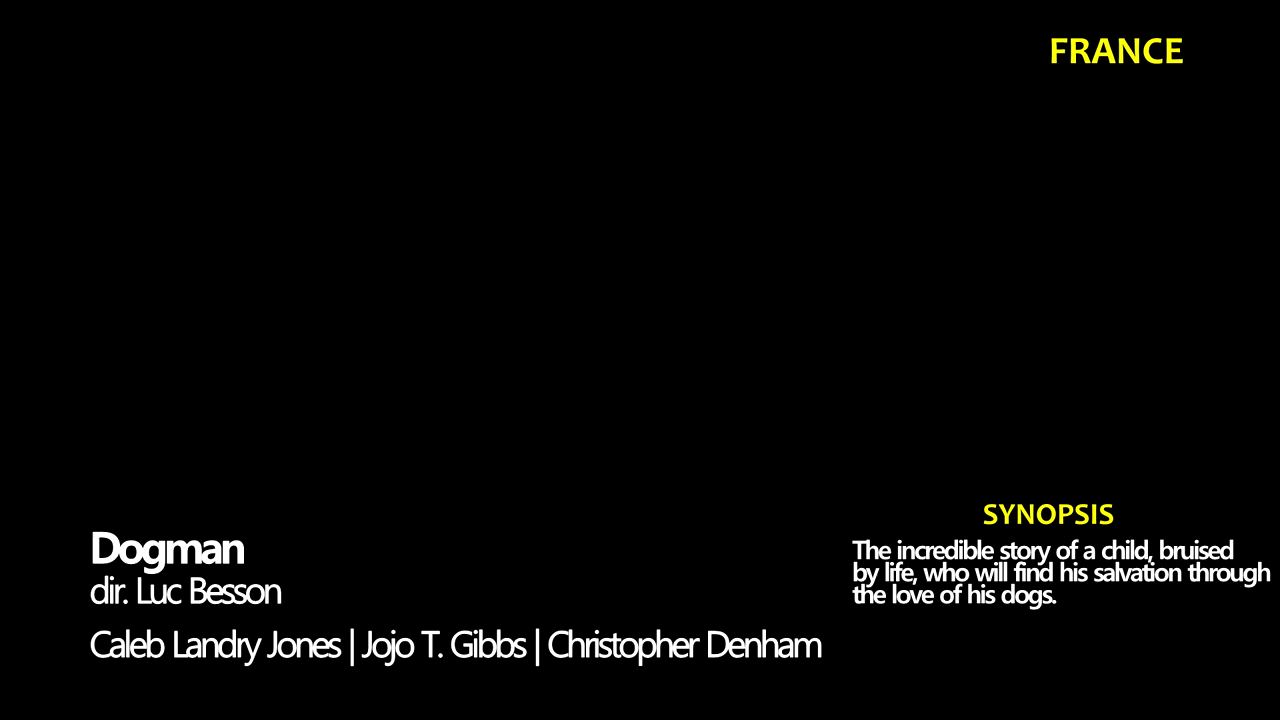 FRANCE
Dogman
dir. Luc Besson
Caleb Landry Jones | Jojo T. Gibbs | Christopher Denham
SYNOPSIS
The incredible story of a child, bruised
by life, who will find his salvation through
the love of his dogs.